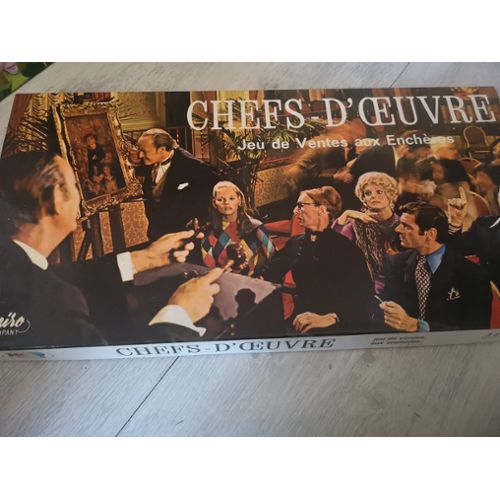 CHEFS-D'ŒUVRE
Jeu de Ventes aux Enchères
CHEFS-D'ŒUVRE
jeu de ventes
aux enchères